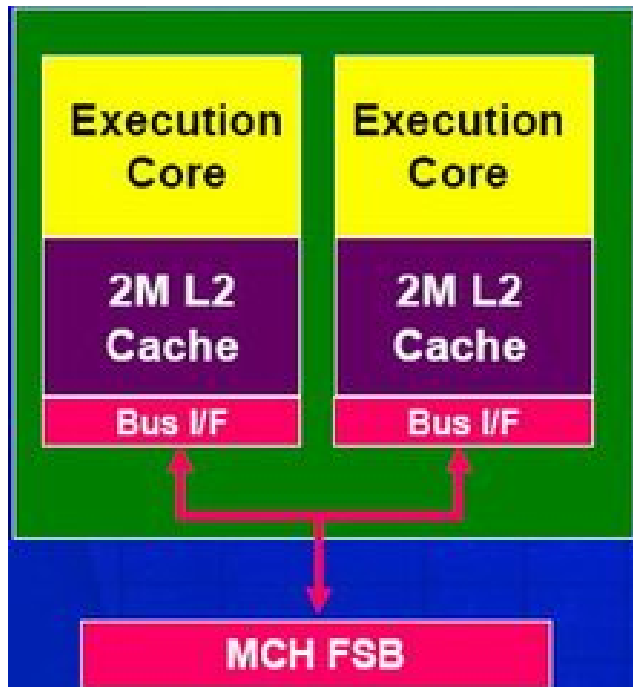 Execution
Core
2M L2
Cache
Bus I/F
Execution
Core
2M L2
Cache
Bus I/F
MCH FSB